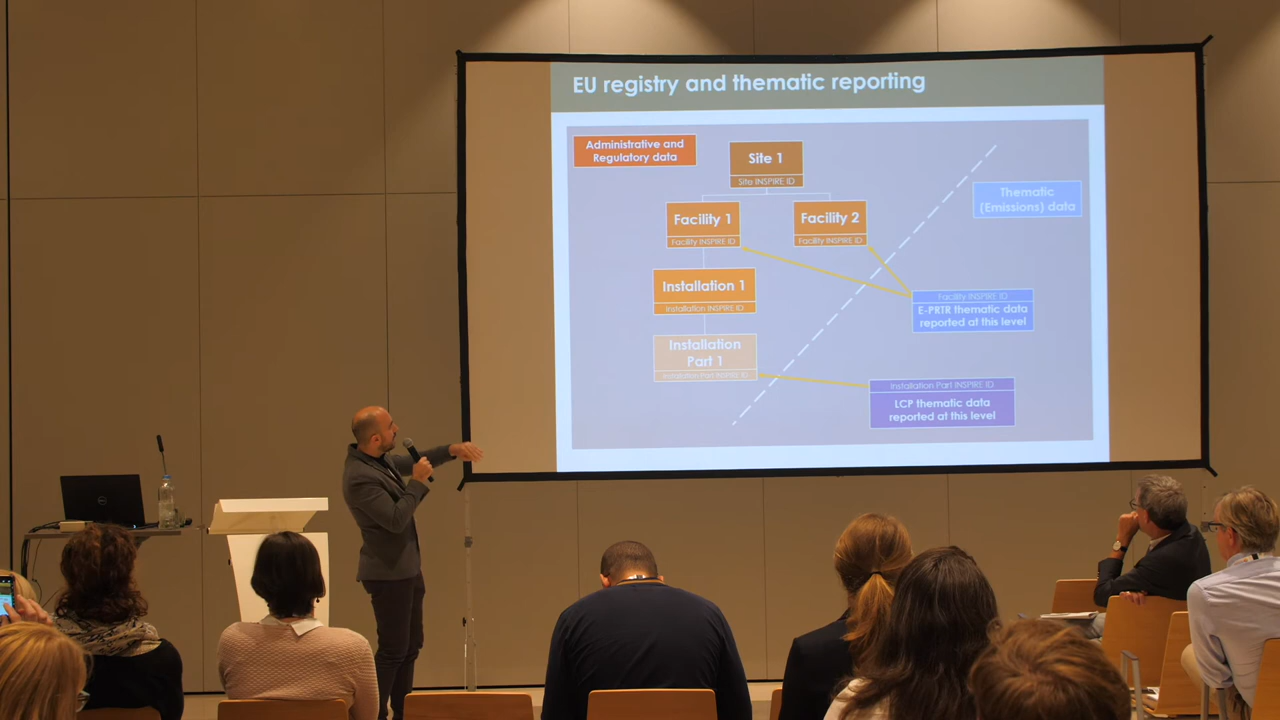 EU registry and thematic reporting
Administrative and
Regulatory data
Site 1
Site INSPIRE ID
Thematic
(Emissions) data
Facility 1
Facility INSPIRE ID
Facility 2
Facility INSPIRE ID
Installation 1
Installation INSPIRE ID
Facility INSPIRE ID
E-PRTR thematic data
reported at this level
Installation
Part 1
Installation Part INSPIRE ID
Installation Part INSPIRE ID
LCP thematic data
reported at this level
DELL